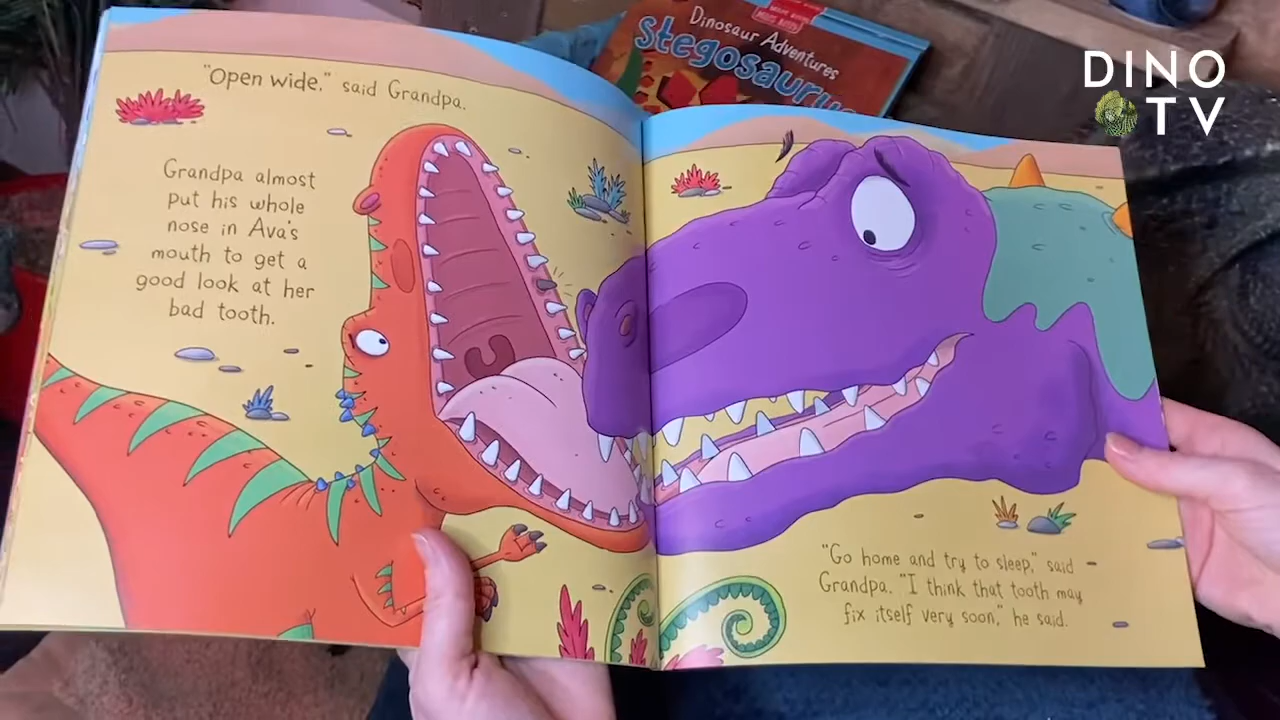 "Open wide," said Grandpa.
Grandpa almost
put his whole
nose in Ava's
mouth to get a
good look at her
bad tooth.
"Go home and try to sleep," said
Grandpa. "I think that tooth may
fix itself very soon," he said.
Dinosaur Adventures
Stegosaurus
DINO
TV